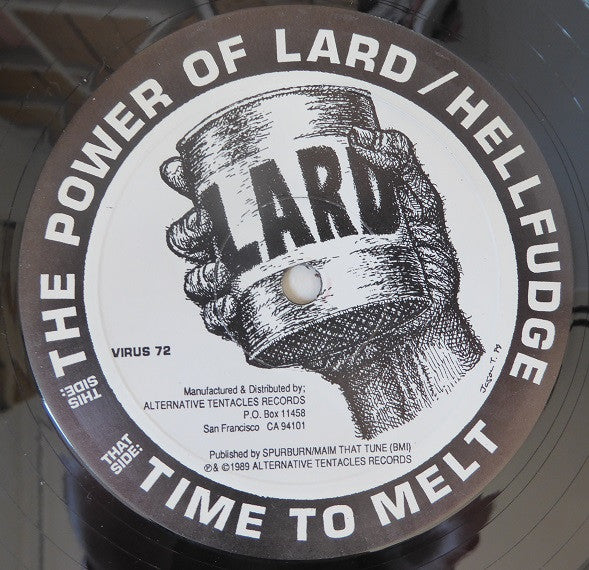 THIS SIDE: THE POWER OF LARD / HELLFUDGE
LARD
VIRUS 72
Manufactured & Distributed by;
ALTERNATIVE TENTACLES RECORDS
P.O. Box 11458
San Francisco CA 94101
Published by SPURBURN/MAIM THAT TUNE (BMI)
℗ & ©1989 ALTERNATIVE TENTACLES RECORDS
THAT SIDE: TIME TO MELT